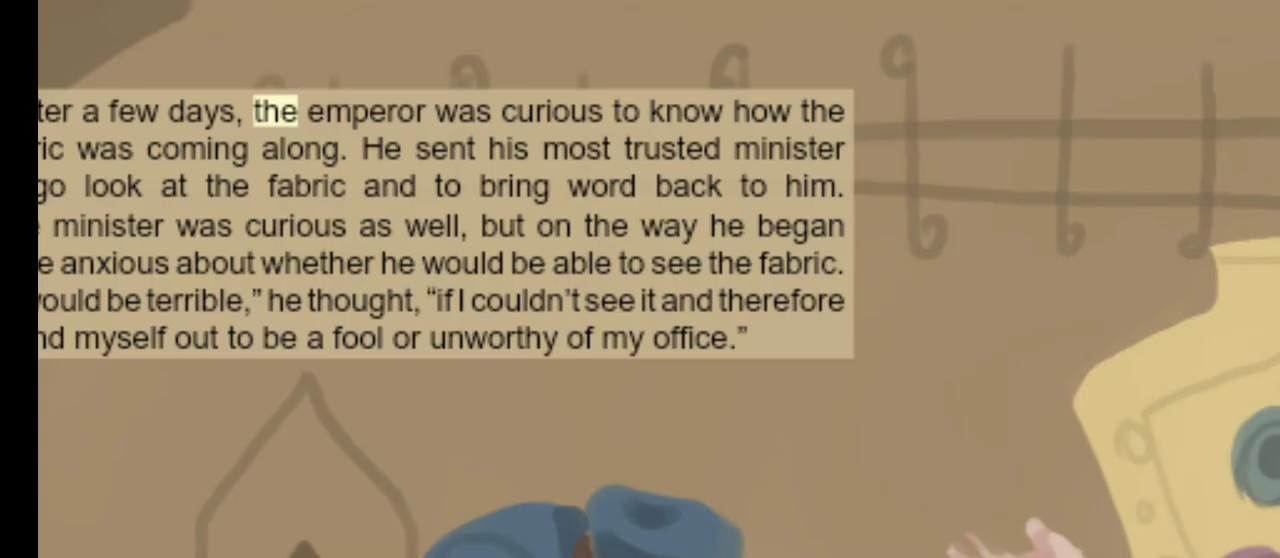 ter a few days, the emperor was curious to know how the
ric was coming along. He sent his most trusted minister
go look at the fabric and to bring word back to him.
minister was curious as well, but on the way he began
e anxious about whether he would be able to see the fabric.
would be terrible,” he thought, “if I couldn’t see it and therefore
nd myself out to be a fool or unworthy of my office.”